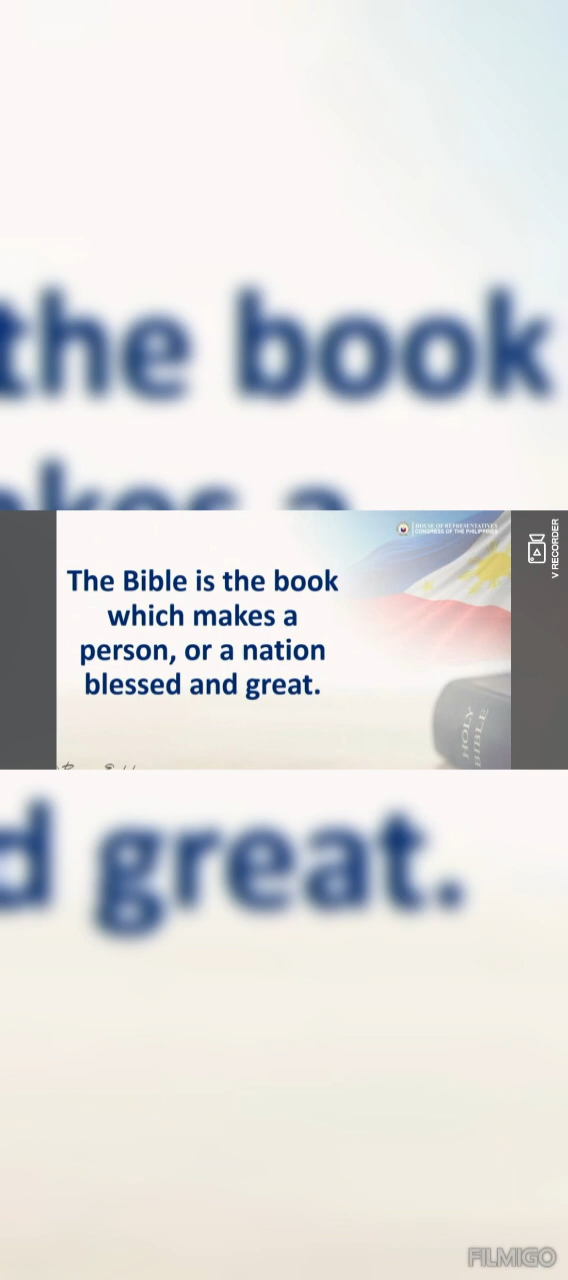 the book
HOUSE OF REPRESENTATIVES
CONGRESS OF THE PHILIPPINES
V RECORDER
The Bible is the book
which makes a
person, or a nation
blessed and great.
HOLY
BIBLE
d great.
FILMIGO